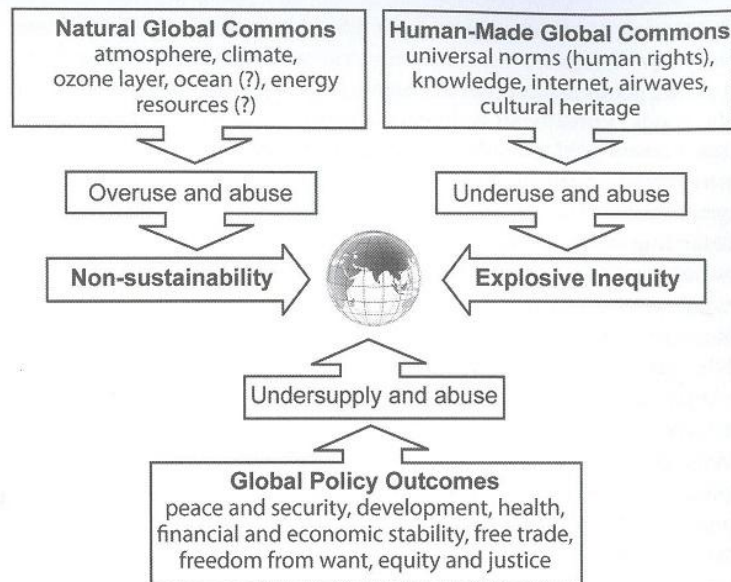 Natural Global Commons
atmosphere, climate,
ozone layer, ocean (?), energy
resources (?)
Human-Made Global Commons
universal norms (human rights),
knowledge, internet, airwaves,
cultural heritage
Overuse and abuse
Underuse and abuse
Non-sustainability
Explosive Inequity
Undersupply and abuse
Global Policy Outcomes
peace and security, development, health,
financial and economic stability, free trade,
freedom from want, equity and justice